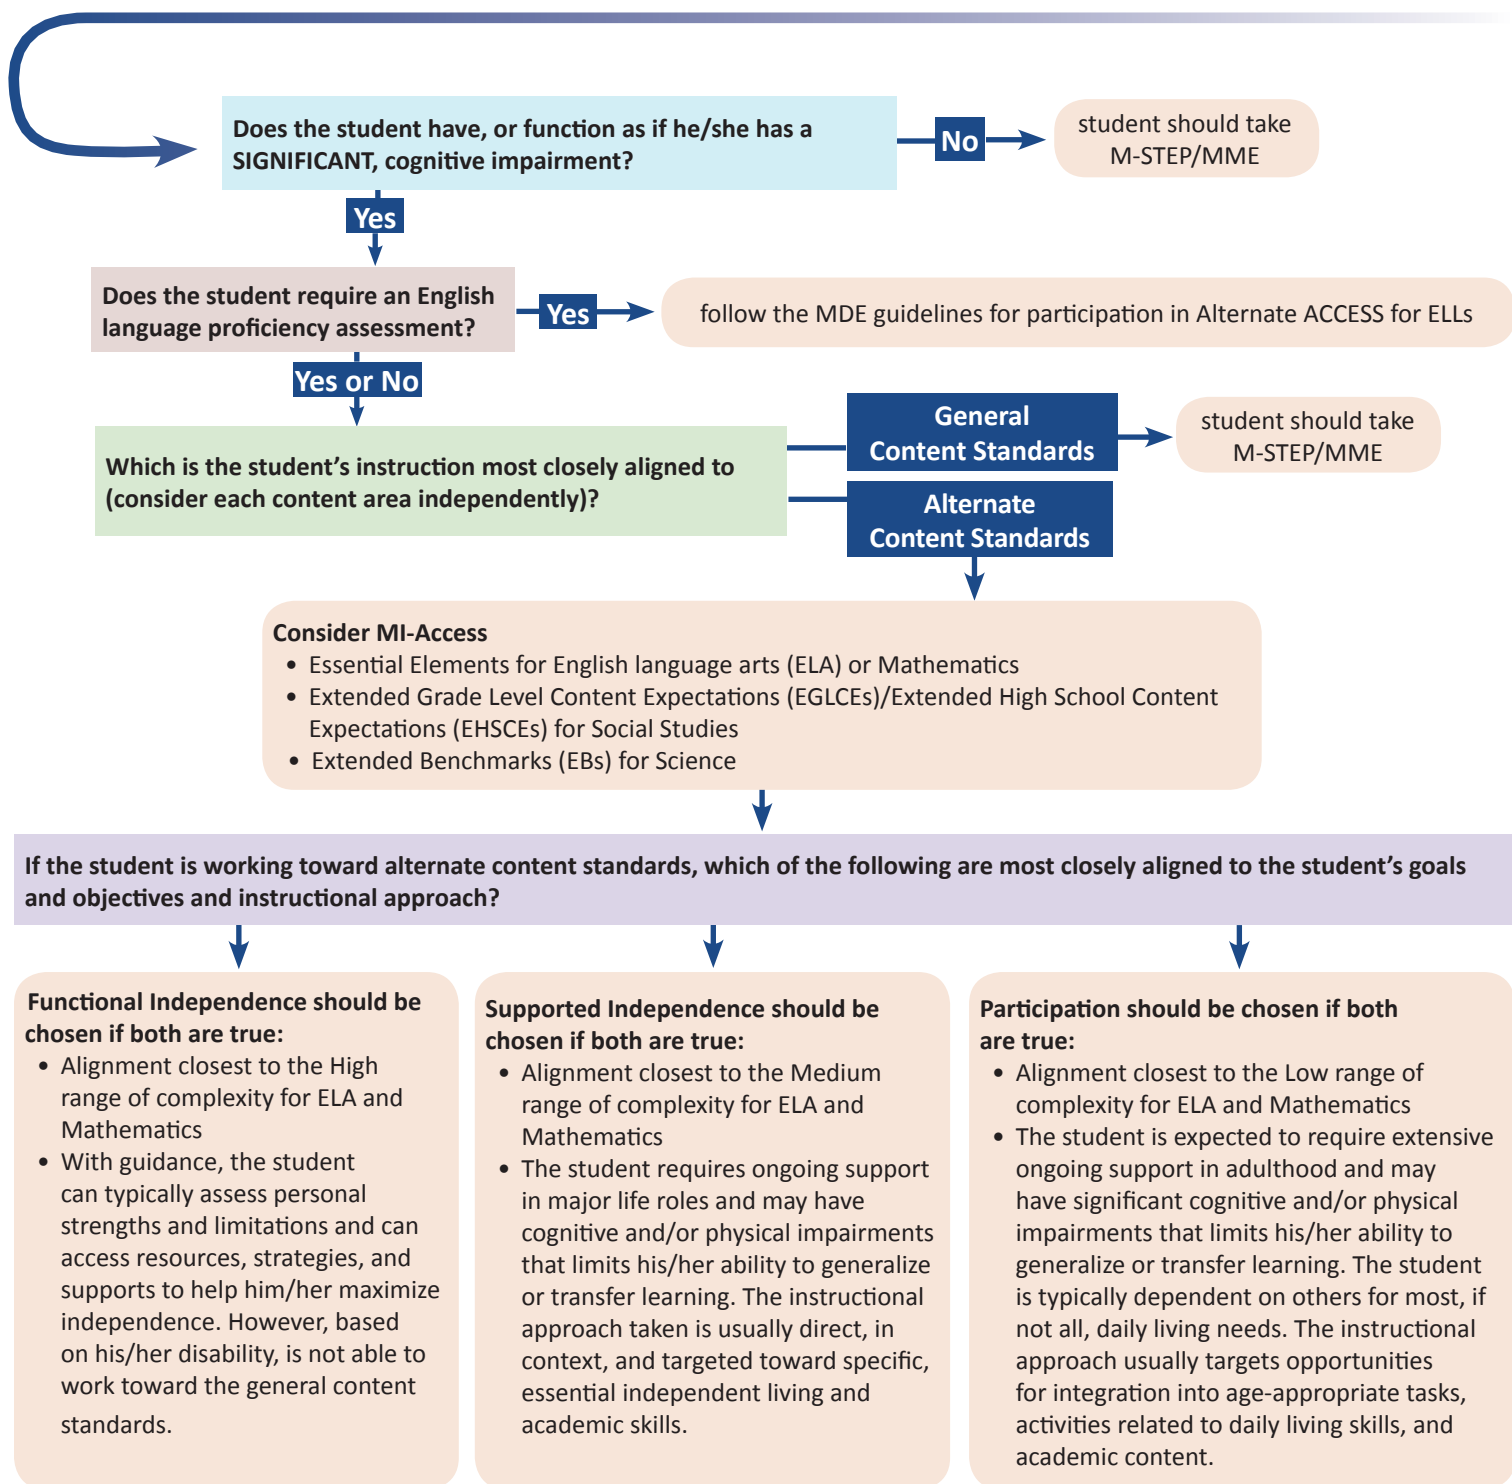 Does the student have, or function as if he/she has a
SIGNIFICANT, cognitive impairment?
No
student should take
M-STEP/MME
Yes
Does the student require an English
language proficiency assessment?
Yes
follow the MDE guidelines for participation in Alternate ACCESS for ELLs
Yes or No
Which is the student's instruction most closely aligned to
(consider each content area independently)?
General
Content Standards
student should take
M-STEP/MME
Alternate
Content Standards
Consider MI-Access
• Essential Elements for English language arts (ELA) or Mathematics
• Extended Grade Level Content Expectations (EGLCEs)/Extended High School Content
Expectations (EHSCEs) for Social Studies
• Extended Benchmarks (EBs) for Science
If the student is working toward alternate content standards, which of the following are most closely aligned to the student's goals
and objectives and instructional approach?
Functional Independence should be
chosen if both are true:
• Alignment closest to the High
range of complexity for ELA and
Mathematics
• With guidance, the student
can typically assess personal
strengths and limitations and can
access resources, strategies, and
supports to help him/her maximize
independence. However, based
on his/her disability, is not able to
work toward the general content
standards.
Supported Independence should be
chosen if both are true:
• Alignment closest to the Medium
range of complexity for ELA and
Mathematics
• The student requires ongoing support
in major life roles and may have
cognitive and/or physical impairments
that limits his/her ability to generalize
or transfer learning. The instructional
approach taken is usually direct, in
context, and targeted toward specific,
essential independent living and
academic skills.
Participation should be chosen if both
are true:
• Alignment closest to the Low range of
complexity for ELA and Mathematics
• The student is expected to require extensive
ongoing support in adulthood and may
have significant cognitive and/or physical
impairments that limits his/her ability to
generalize or transfer learning. The student
is typically dependent on others for most, if
not all, daily living needs. The instructional
approach usually targets opportunities
for integration into age-appropriate tasks,
activities related to daily living skills, and
academic content.